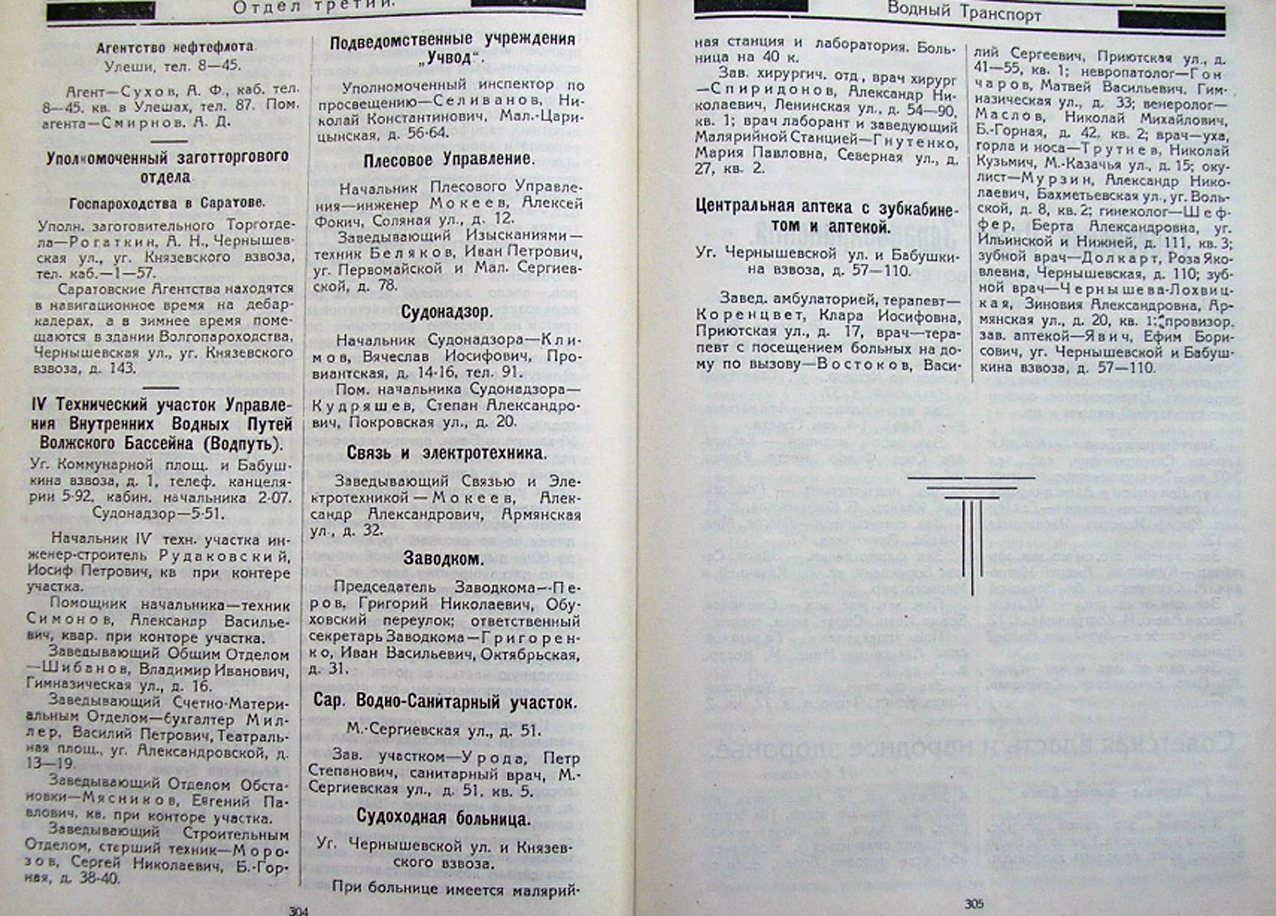 Отдел третий.
Агентство нефтефлота
Улеши, тел. 8—45.
Агент—Сухов, А. Ф., каб. тел.
8—45. кв. в Улешах, тел. 87. Пом.
агента—Смирнов, А. Д.
Уполномоченный заготторгового
отдела
Госпароходства в Саратове.
Уполн. заготовительного Торготде-
ла—Рогаткин, А. Н., Чернышев-
ская ул., уг. Князевского взвоза,
тел. каб.—1—57.
Саратовские Агентства находятся
в навигационное время на дебар-
кадерах, а в зимнее время поме-
щаются в здании Волгопароходства,
Чернышевская ул., уг. Князевского
взвоза, д. 143.
IV Технический участок Управле-
ния Внутренних Водных Путей
Волжского Бассейна (Водпуть).
Уг. Коммунарной площ. и Бабуш-
кина взвоза, д. 1, телеф. канцеля-
рии 5-92, кабин. начальника 2-07.
Судонадзор—5-51.
Начальник IV техн. участка ин-
женер-строитель Рудаковский,
Иосиф Петрович, кв при контере
участка.
Помощник начальника—техник
Симонов, Александр Василье-
вич, квар. при конторе участка.
Заведывающий Общим Отделом
—Шибанов, Владимир Иванович,
Гимназическая ул., д. 16.
Заведывающий Счетно-Матери-
альным Отделом—бухгалтер Мил-
лер, Василий Петрович, Театраль-
ная площ., уг. Александровской, д.
13—19.
Заведывающий Отделом Обста-
новки—Мясников, Евгений Па-
влович, кв. при конторе участка.
Заведывающий Строительным
Отделом, стерший техник—Моро-
зов, Сергей Николаевич, Б.-Гор-
ная, д. 38-40.
304
Подведомственные учреждения
„Учвод“.
Уполномоченный инспектор по
просвещению—Селиванов, Ни-
колай Константинович, Мал.-Цари-
цынская, д. 56-64.
Плесовое Управление.
Начальник Плесового Управле-
ния—инженер Мокеев, Алексей
Фокич, Соляная ул., д. 12.
Заведывающий Изысканиями—
техник Беляков, Иван Петрович,
уг. Первомайской и Мал. Сергиев-
ской, д. 78.
Судонадзор.
Начальник Судонадзора—Кли-
мов, Вячеслав Иосифович, Про-
виантская, д. 14-16, тел. 91.
Пом. начальника Судонадзора—
Кудряшев, Степан Александро-
вич, Покровская ул., д. 20.
Связь и электротехника.
Заведывающий Связью и Эле-
ктротехникой—Мокеев, Алек-
сандр Александрович, Армянская
ул., д. 32.
Заводком.
Председатель Заводкома—Пе-
ров, Григорий Николаевич, Обу-
ховский переулок; ответственный
секретарь Заводкома—Григорен-
ко, Иван Васильевич, Октябрьская,
д. 31.
Сар. Водно-Санитарный участок.
М.-Сергиевская ул., д. 51.
Зав. участком—Урода, Петр
Степанович, санитарный врач, М.-
Сергиевская ул., д. 51, кв. 5.
Судоходная больница.
Уг. Чернышевской ул. и Князев-
ского взвоза.
При больнице имеется малярий-
Водный Транспорт
ная станция и лаборатория. Боль-
ница на 40 к.
Зав. хирургич. отд, врач хирург
—Спиридонов, Александр Ни-
колаевич, Ленинская ул., д. 54—90,
кв. 1; врач лаборант и заведующий
Малярийной Станцией—Гнутенко,
Мария Павловна, Северная ул., д.
27, кв. 2.
Центральная аптека с зубкабине-
том и аптекой.
Уг. Чернышевской ул. и Бабушки-
на взвоза, д. 57—110.
Завед. амбулаторией, терапевт—
Коренцвет, Клара Иосифовна,
Приютская ул., д. 17, врач—тера-
певт с посещением больных на до-
му по вызову—Востоков, Васи-
лий Сергеевич, Приютская ул., д.
41—55, кв. 1; невропатолог—Гон
чаров, Матвей Васильевич, Гим-
назическая ул., д. 33; венеролог—
Маслов, Николай Михайлович,
Б.-Горная, д. 42, кв. 2; врач—уха,
горла и носа—Трутнев, Николай
Кузьмич, М.-Казачья ул., д. 15; оку-
лист—Мурзин, Александр Нико-
лаевич, Бахметьевская ул., уг. Воль-
ской, д. 8, кв. 2; гинеколог—Шеф-
фер, Берта Александровна, уг.
Ильинской и Нижней, д. 111, кв. 3;
зубной врач—Долкарт, Роза Яко-
влевна, Чернышевская, д. 110; зуб-
ной врач—Чернышева-Лохвиц-
кая, Зиновия Александровна, Ар-
мянская ул., д. 20, кв. 1; провизор,
зав. аптекой—Явич, Ефим Бори-
сович, уг. Чернышевской и Бабуш-
кина взвоза, д. 57—110.
305